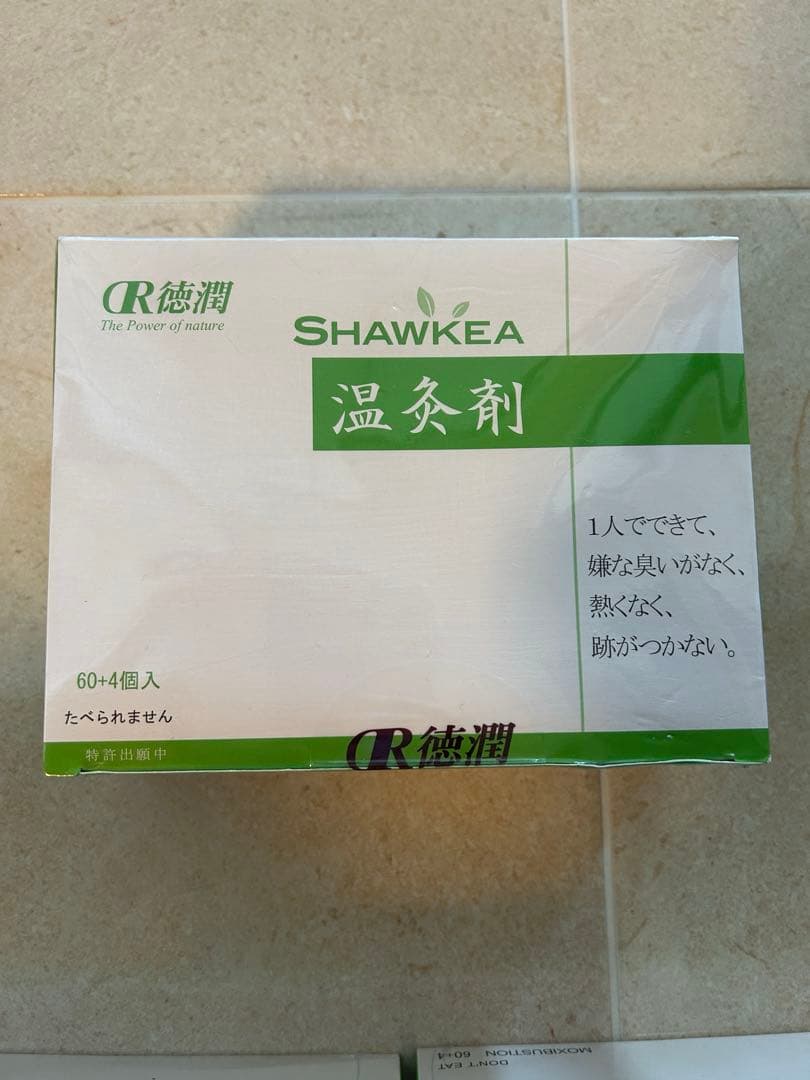 DR徳潤
The Power of nature
SHAWKEA
温灸剤
1人でできて、
嫌な臭いがなく、
熱くなく、
跡がつかない。
60+4個入
たべられません
特許出願中
DR徳潤
DON'T EAT
MOXIBUSTION 60+4